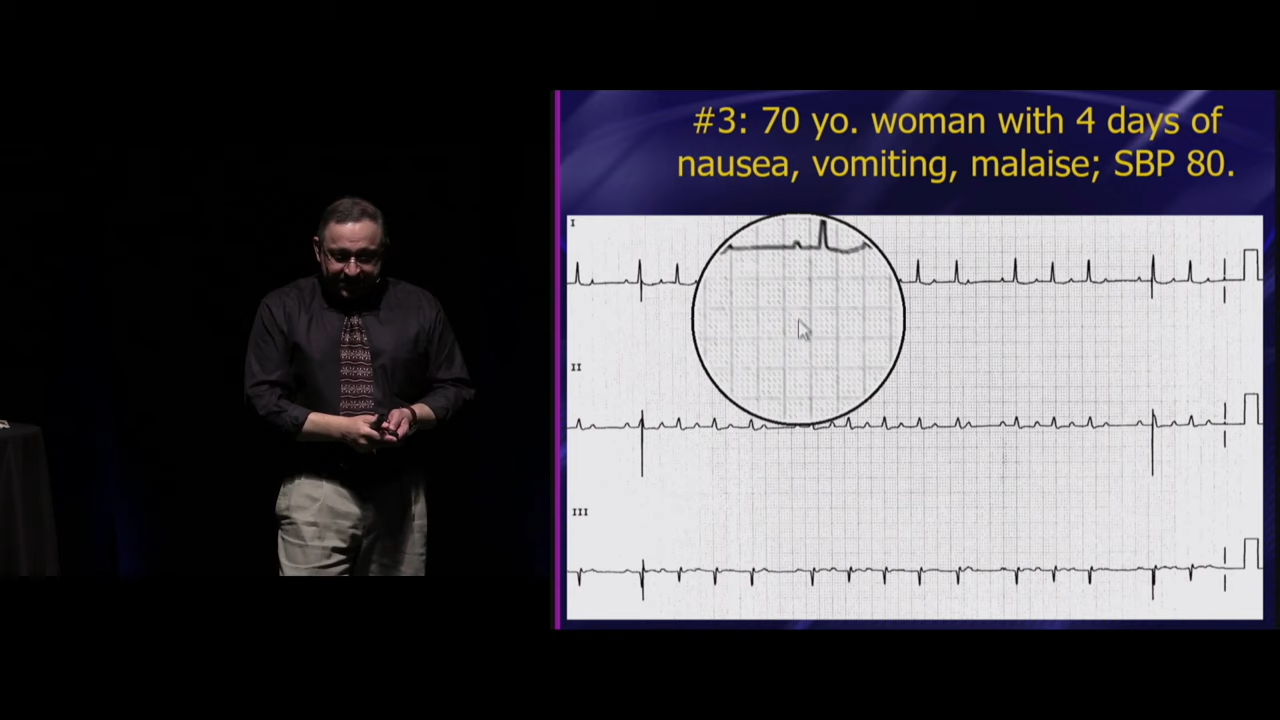 #3: 70 yo. woman with 4 days of
nausea, vomiting, malaise; SBP 80.
I
II
III